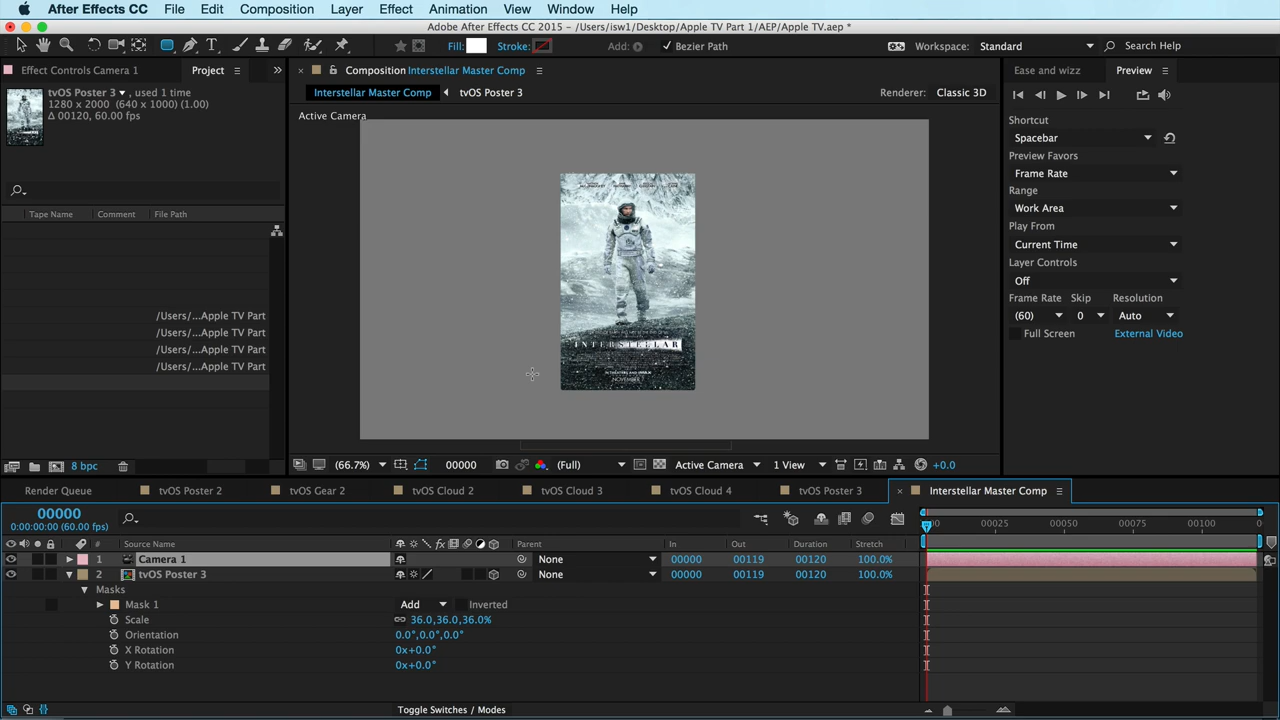 After Effects CC File Edit Composition Layer Effect Animation View Window Help
Adobe After Effects CC 2015 - /Users/isw1/Desktop/Apple TV Part 1/AEP/Apple TV.aep *
Fill: Stroke: Add: Bezier Path Workspace: Standard Search Help
Effect Controls Camera 1 Project Composition Interstellar Master Comp Ease and wizz Preview
tvOS Poster 3 , used 1 time
1280 x 2000 (640 x 1000) (1.00)
Δ 00120, 60.00 fps
Interstellar Master Comp tvOS Poster 3 Renderer: Classic 3D
Active Camera
Shortcut
Spacebar
Preview Favors
Frame Rate
Range
Work Area
Play From
Current Time
Layer Controls
Off
Frame Rate Skip Resolution
(60) 0 Auto
Full Screen External Video
Tape Name Comment File Path
/Users/...Apple TV Part
/Users/...Apple TV Part
/Users/...Apple TV Part
/Users/...Apple TV Part
INTERSTELLAR
IN THEATERS AND IMAX
NOVEMBER
8 bpc (66.7%) 00000 (Full) Active Camera 1 View +0.0
Render Queue tvOS Poster 2 tvOS Gear 2 tvOS Cloud 2 tvOS Cloud 3 tvOS Cloud 4 tvOS Poster 3 Interstellar Master Comp
00000
0:00:00:00 (60.00 fps)
00 00025 00050 00075 00100 0
# Source Name Parent In Out Duration Stretch
1 Camera 1 None 00000 00119 00120 100.0%
2 tvOS Poster 3 None 00000 00119 00120 100.0%
Masks
Mask 1 Add Inverted
Scale 36.0,36.0,36.0%
Orientation 0.0°,0.0°,0.0°
X Rotation 0x+0.0°
Y Rotation 0x+0.0°
Toggle Switches / Modes